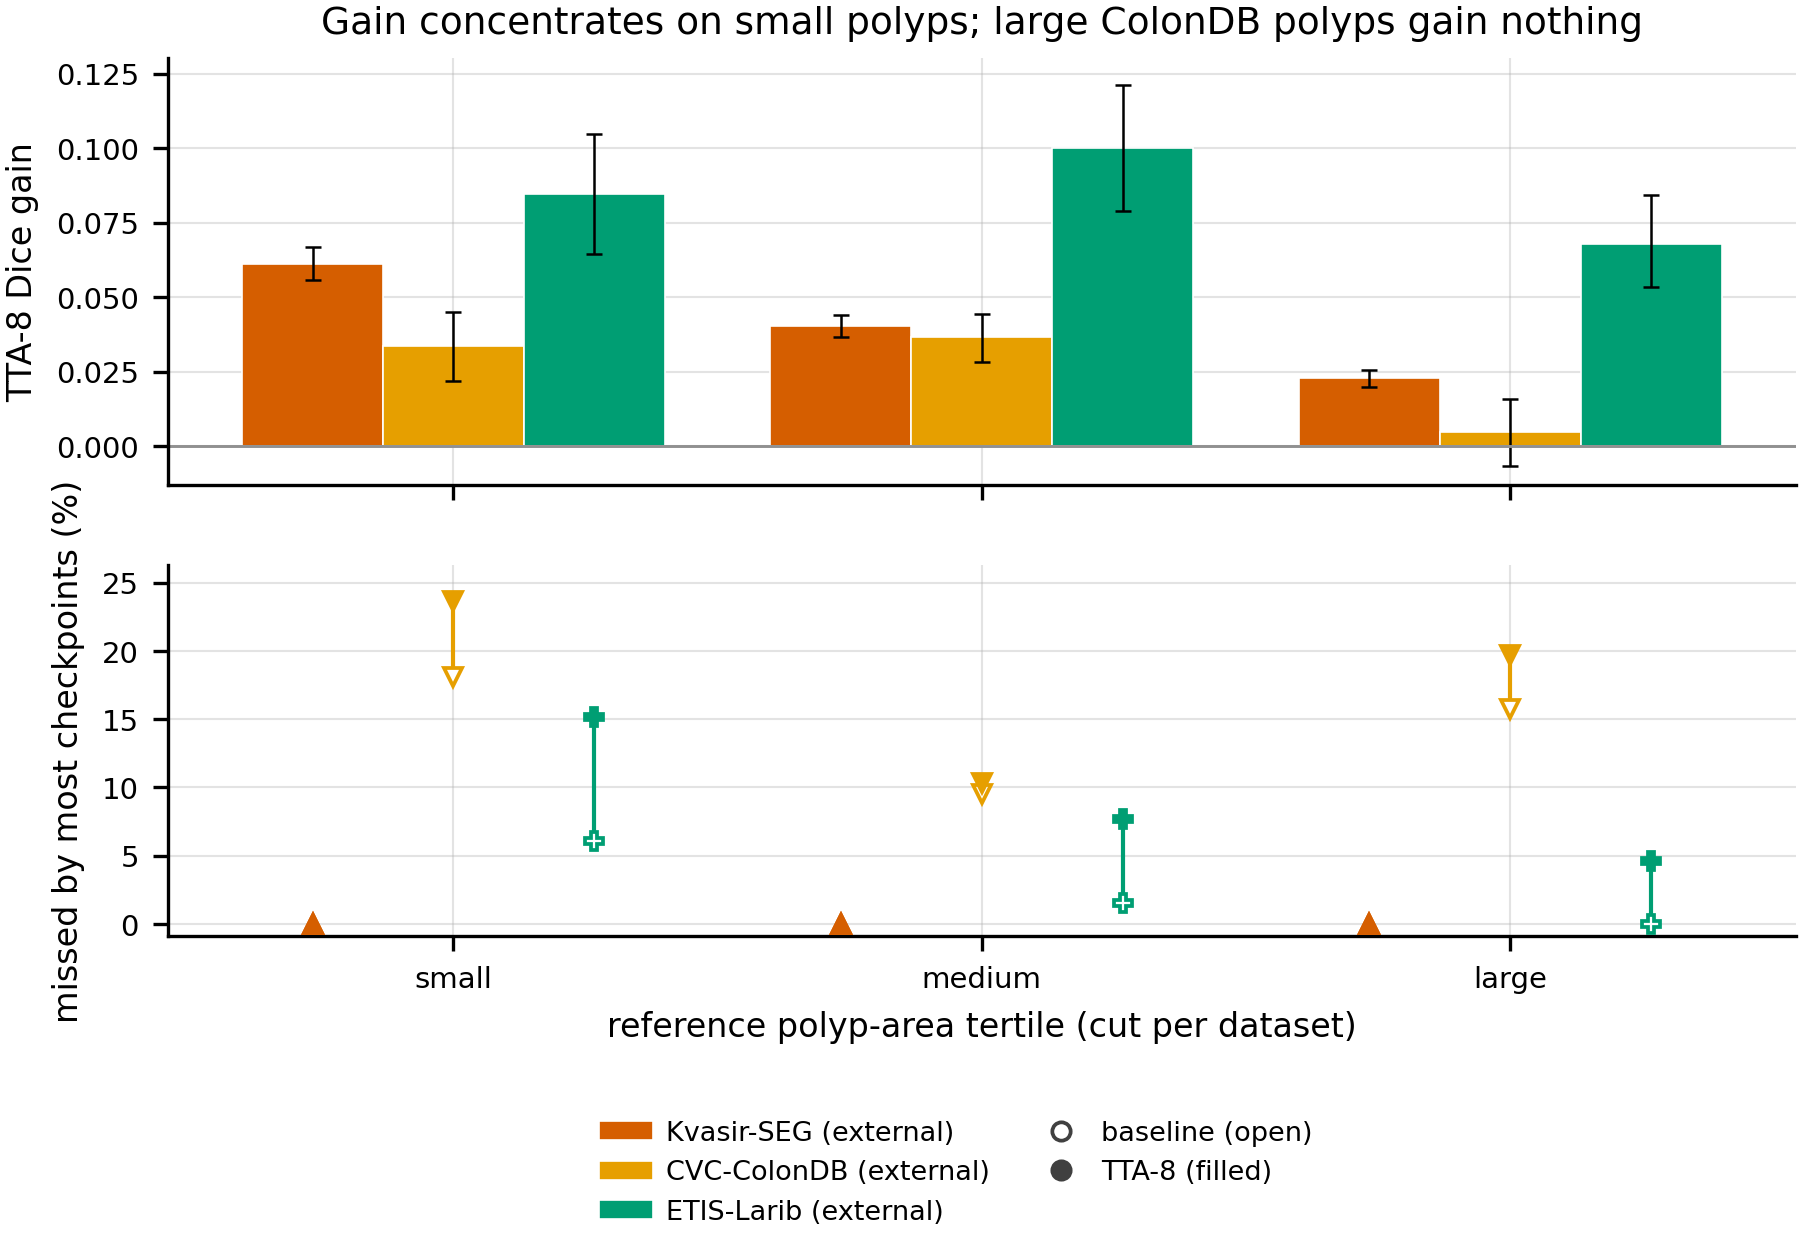 Gain concentrates on small polyps; large ColonDB polyps gain nothing
TTA-8 Dice gain
0.125
0.100
0.075
0.050
0.025
0.000
missed by most checkpoints (%)
25
20
15
10
5
0
small medium large
reference polyp-area tertile (cut per dataset)
Kvasir-SEG (external)
CVC-ColonDB (external)
ETIS-Larib (external)
baseline (open)
TTA-8 (filled)